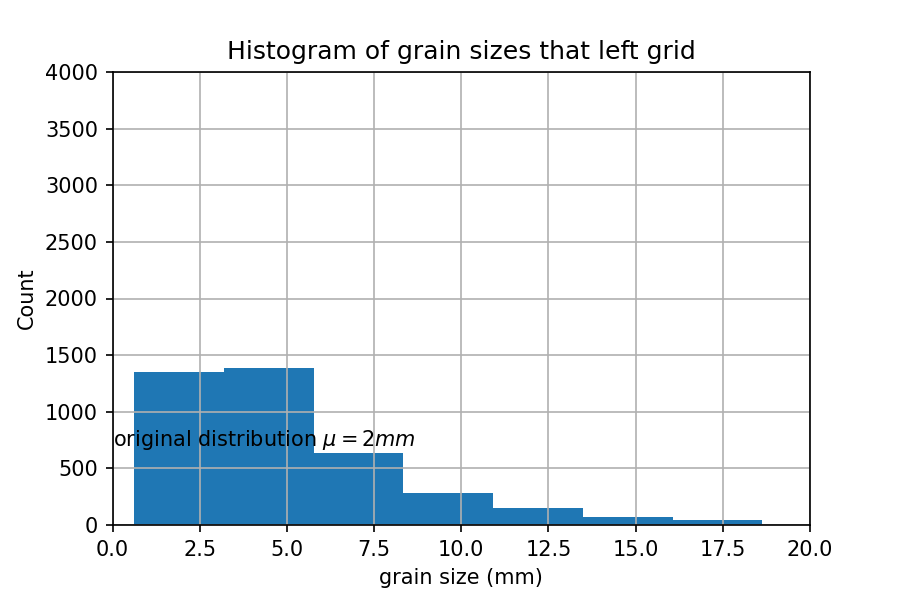 Histogram of grain sizes that left grid
4000
3500
3000
2500
2000
1500
1000
500
0
Count
original distribution μ = 2mm
0.0 2.5 5.0 7.5 10.0 12.5 15.0 17.5 20.0
grain size (mm)